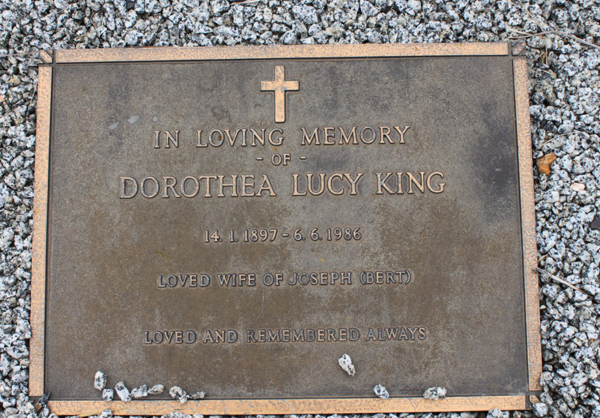 IN LOVING MEMORY
- OF -
DOROTHEA LUCY KING
14. 1. 1897 - 6. 6. 1986
LOVED WIFE OF JOSEPH (BERT)
LOVED AND REMEMBERED ALWAYS